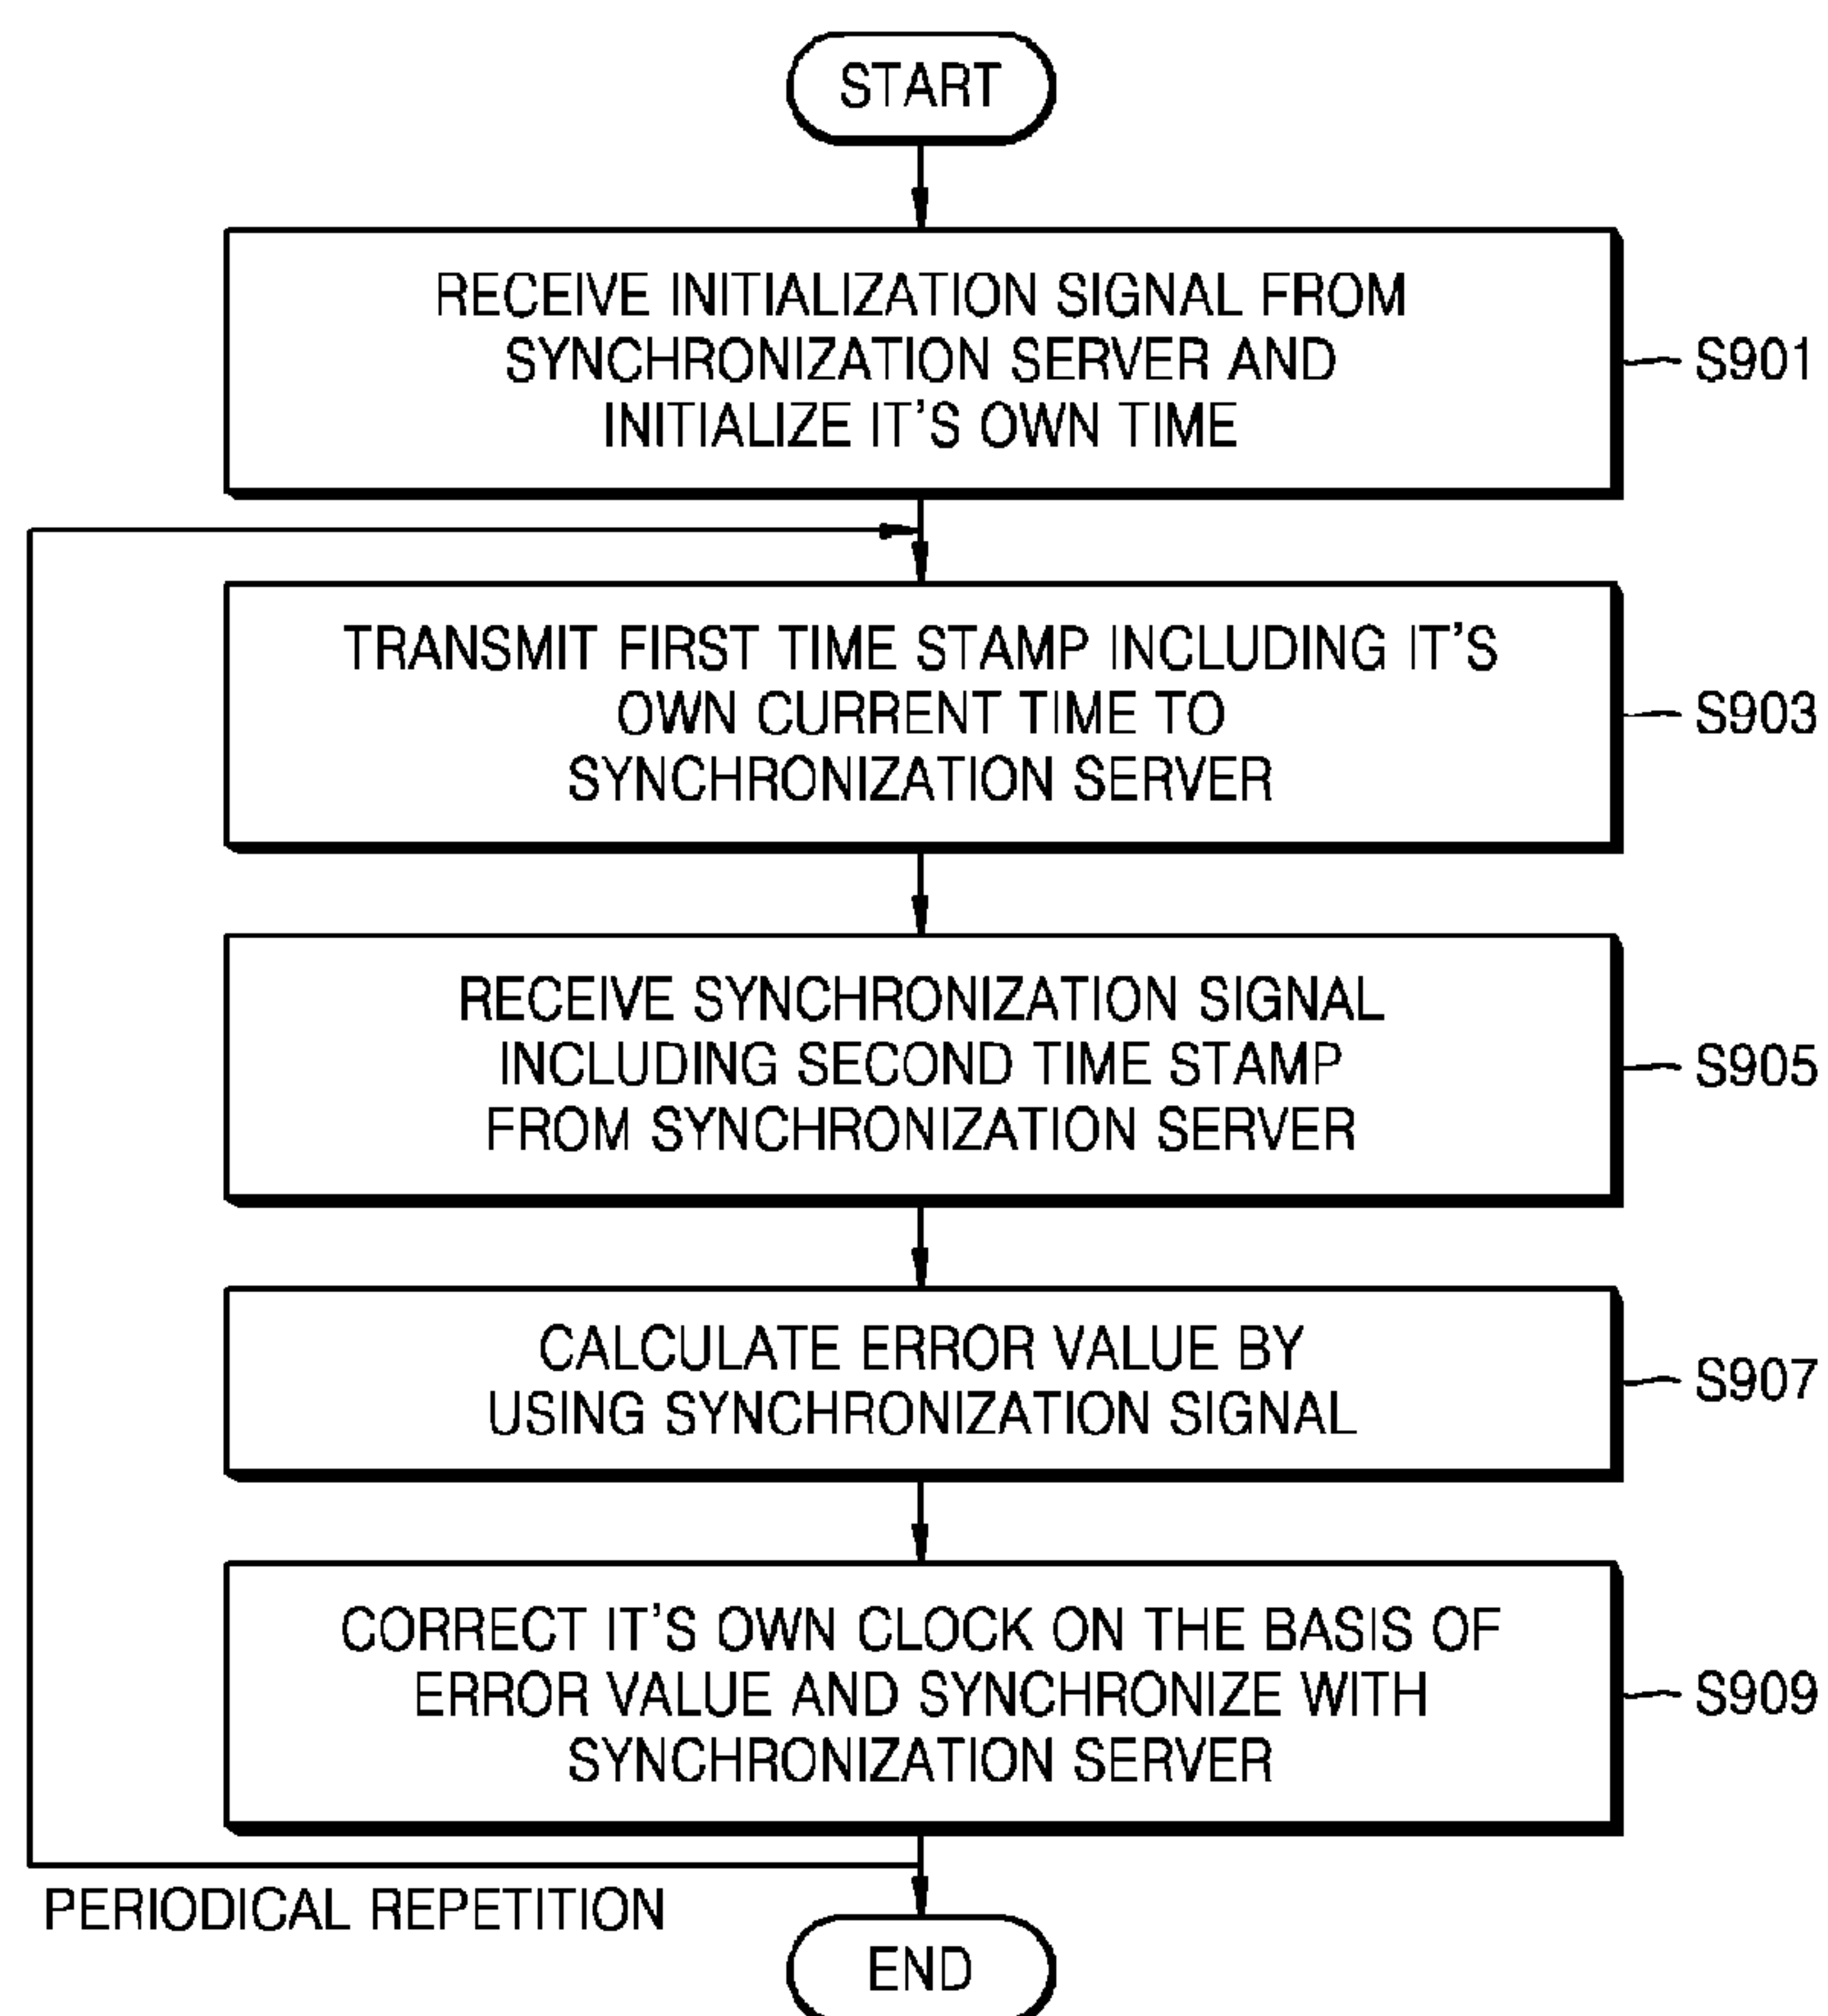 START
RECEIVE INITIALIZATION SIGNAL FROM
SYNCHRONIZATION SERVER AND
INITIALIZE IT'S OWN TIME
S901
TRANSMIT FIRST TIME STAMP INCLUDING IT'S
OWN CURRENT TIME TO
SYNCHRONIZATION SERVER
S903
RECEIVE SYNCHRONIZATION SIGNAL
INCLUDING SECOND TIME STAMP
FROM SYNCHRONIZATION SERVER
S905
CALCULATE ERROR VALUE BY
USING SYNCHRONIZATION SIGNAL
S907
CORRECT IT'S OWN CLOCK ON THE BASIS OF
ERROR VALUE AND SYNCHRONIZE WITH
SYNCHRONIZATION SERVER
S909
PERIODICAL REPETITION
END